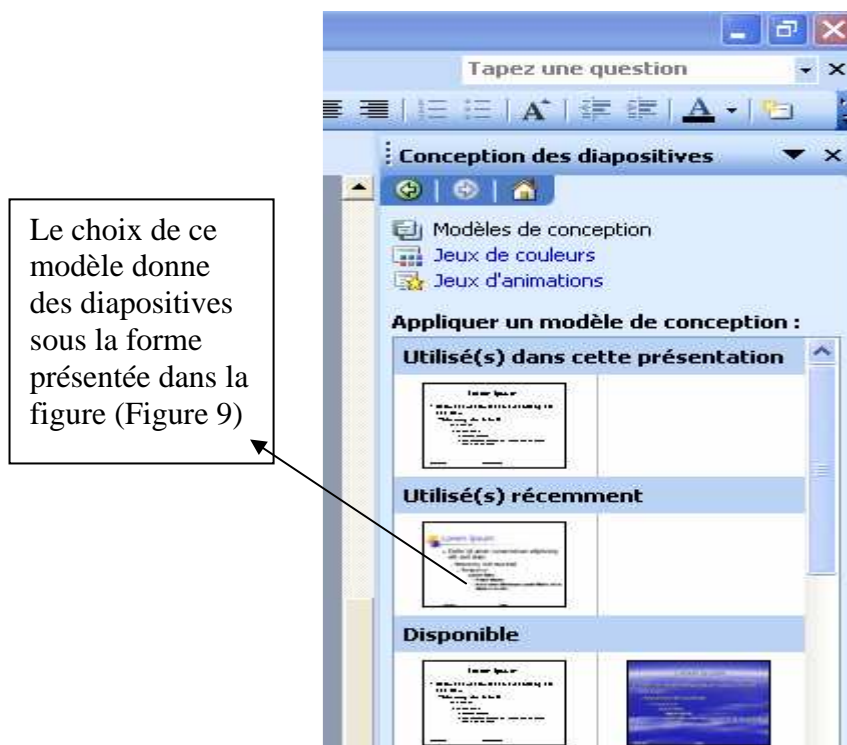 Tapez une question
Conception des diapositives
Modèles de conception
Jeux de couleurs
Jeux d'animations
Appliquer un modèle de conception :
Utilisé(s) dans cette présentation
Utilisé(s) récemment
Disponible
Le choix de ce
modèle donne
des diapositives
sous la forme
présentée dans la
figure (Figure 9)